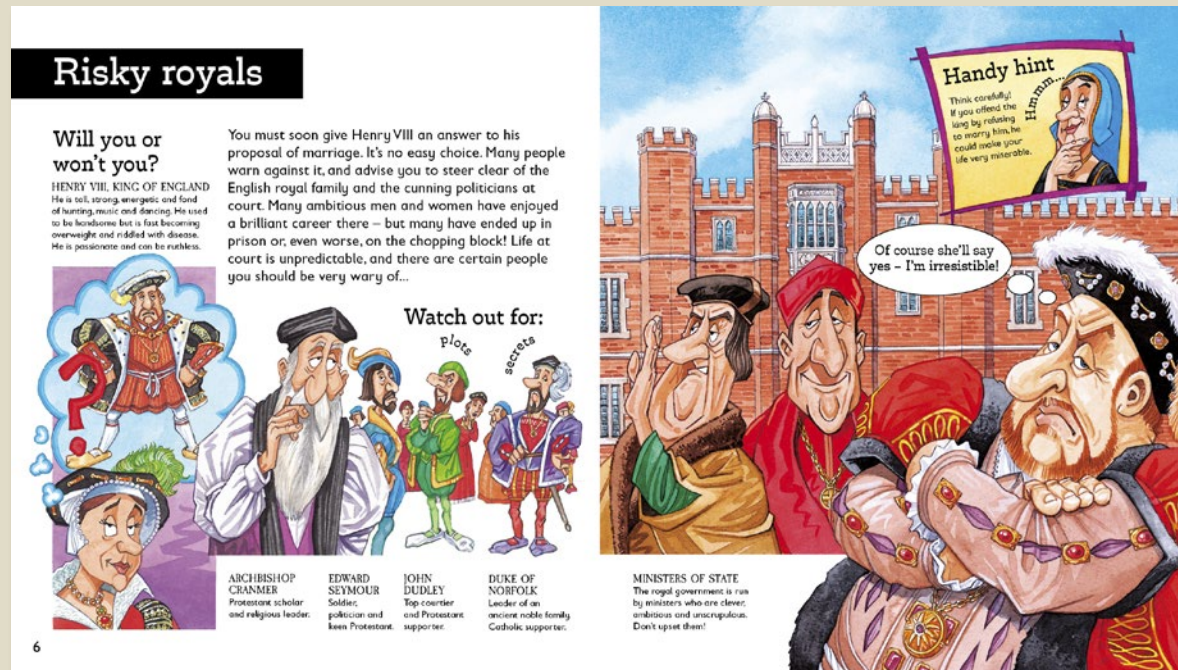 Risky royals
Will you or
won't you?
HENRY VIII, KING OF ENGLAND
He is tall, strong, energetic and fond
of hunting, music and dancing. He used
to be handsome but is fast becoming
overweight and riddled with disease.
He is passionate and can be ruthless.
You must soon give Henry VIII an answer to his
proposal of marriage. It's no easy choice. Many people
warn against it, and advise you to steer clear of the
English royal family and the cunning politicians at
court. Many ambitious men and women have enjoyed
a brilliant career there – but many have ended up in
prison or, even worse, on the chopping block! Life at
court is unpredictable, and there are certain people
you should be very wary of...
?
Watch out for:
plots
secrets
ARCHBISHOP
CRANMER
Protestant scholar
and religious leader.
EDWARD
SEYMOUR
Soldier,
politician and
keen Protestant.
JOHN
DUDLEY
Top courtier
and Protestant
supporter.
DUKE OF
NORFOLK
Leader of an
ancient noble family.
Catholic supporter.
6
Handy hint
Think carefully!
If you offend the
king by refusing
to marry him, he
could make your
life very miserable.
Hmmm...
Of course she'll say
yes – I'm irresistible!
MINISTERS OF STATE
The royal government is run
by ministers who are clever,
ambitious and unscrupulous.
Don't upset them!